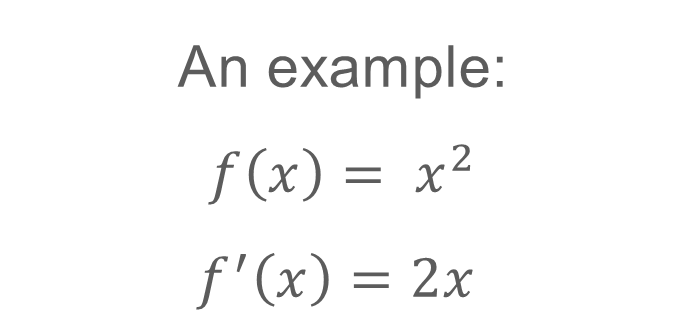 An example:
f(x) = x²
f′(x) = 2x